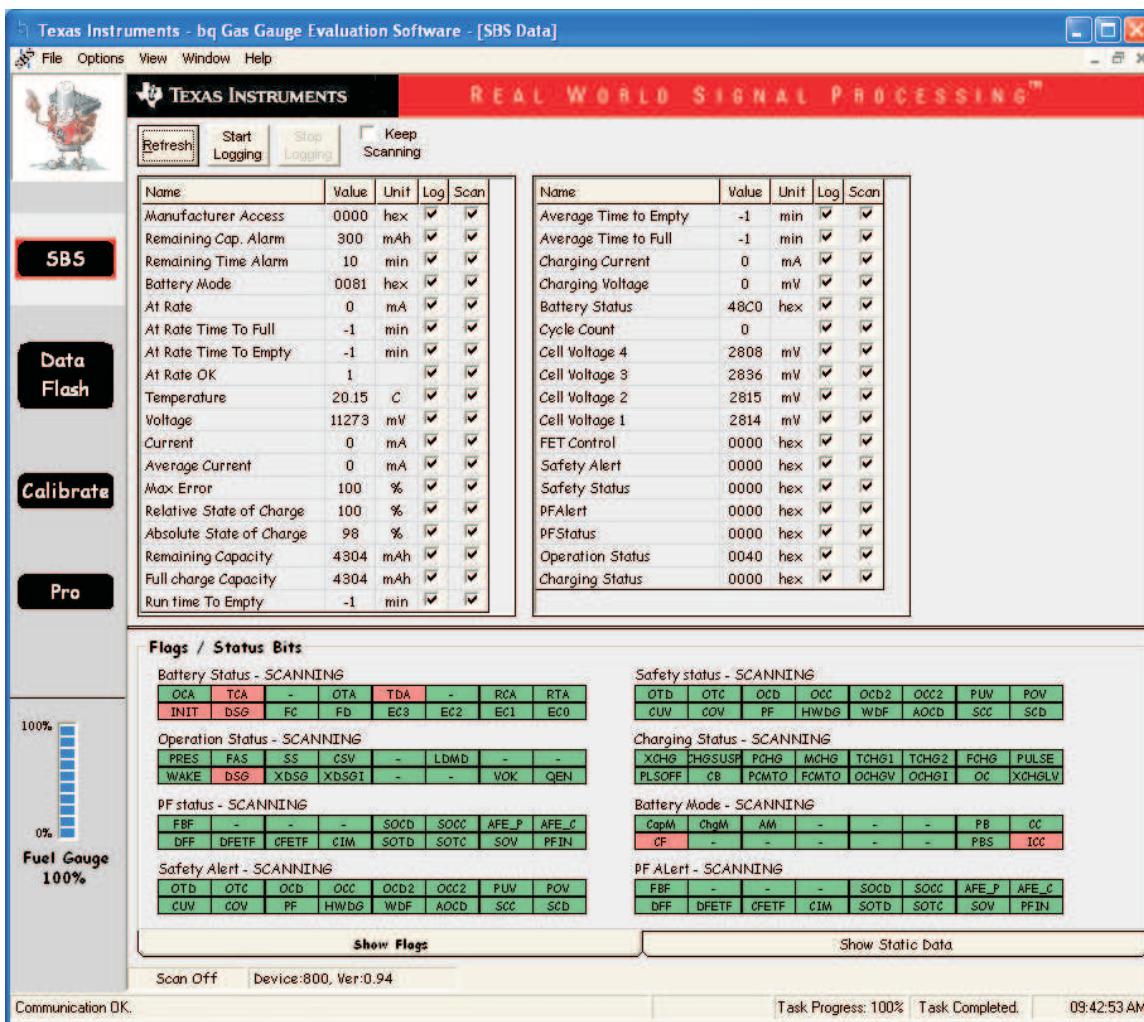 Texas Instruments - bq Gas Gauge Evaluation Software - [SBS Data]
File Options View Window Help
TEXAS INSTRUMENTS
REAL WORLD SIGNAL PROCESSING™
Refresh
Start Logging
Stop Logging
Keep Scanning
SBS
Data Flash
Calibrate
Pro
Name Value Unit Log Scan
Manufacturer Access 0000 hex
Remaining Cap. Alarm 300 mAh
Remaining Time Alarm 10 min
Battery Mode 0081 hex
At Rate 0 mA
At Rate Time To Full -1 min
At Rate Time To Empty -1 min
At Rate OK 1
Temperature 20.15 C
Voltage 11273 mV
Current 0 mA
Average Current 0 mA
Max Error 100 %
Relative State of Charge 100 %
Absolute State of Charge 98 %
Remaining Capacity 4304 mAh
Full charge Capacity 4304 mAh
Run time To Empty -1 min
Name Value Unit Log Scan
Average Time to Empty -1 min
Average Time to Full -1 min
Charging Current 0 mA
Charging Voltage 0 mV
Battery Status 48C0 hex
Cycle Count 0
Cell Voltage 4 2808 mV
Cell Voltage 3 2836 mV
Cell Voltage 2 2815 mV
Cell Voltage 1 2814 mV
FET Control 0000 hex
Safety Alert 0000 hex
Safety Status 0000 hex
PFAlert 0000 hex
PFStatus 0000 hex
Operation Status 0040 hex
Charging Status 0000 hex
Flags / Status Bits
Battery Status - SCANNING
OCA TCA - OTA TDA - RCA RTA
INIT DSG FC FD EC3 EC2 EC1 EC0
Operation Status - SCANNING
PRES FAS SS CSV - LDMD - -
WAKE DSG XDSG XDSGI - - VOK QEN
PF status - SCANNING
FBF - - - SOCD SOCC AFE_P AFE_C
DFF DFETF CFETF CIM SOTD SOTC SOV PFIN
Safety Alert - SCANNING
OTD OTC OCD OCC OCD2 OCC2 PUV POV
CUV COV PF HWDG WDF AOCD SCC SCD
Safety status - SCANNING
OTD OTC OCD OCC OCD2 OCC2 PUV POV
CUV COV PF HWDG WDF AOCD SCC SCD
Charging Status - SCANNING
XCHG CHGSUSP PCHG MCHG TCHG1 TCHG2 FCHG PULSE
PLSOFF CB PCMTO FCMTO OCHGV OCHGI OC XCHGLV
Battery Mode - SCANNING
CapM ChgM AM - - - PB CC
CF - - - - - PBS ICC
PF ALert - SCANNING
FBF - - - SOCD SOCC AFE_P AFE_C
DFF DFETF CFETF CIM SOTD SOTC SOV PFIN
100%
0%
Fuel Gauge
100%
Show Flags
Show Static Data
Scan Off Device:800, Ver:0.94
Communication OK. Task Progress: 100% Task Completed. 09:42:53 AM